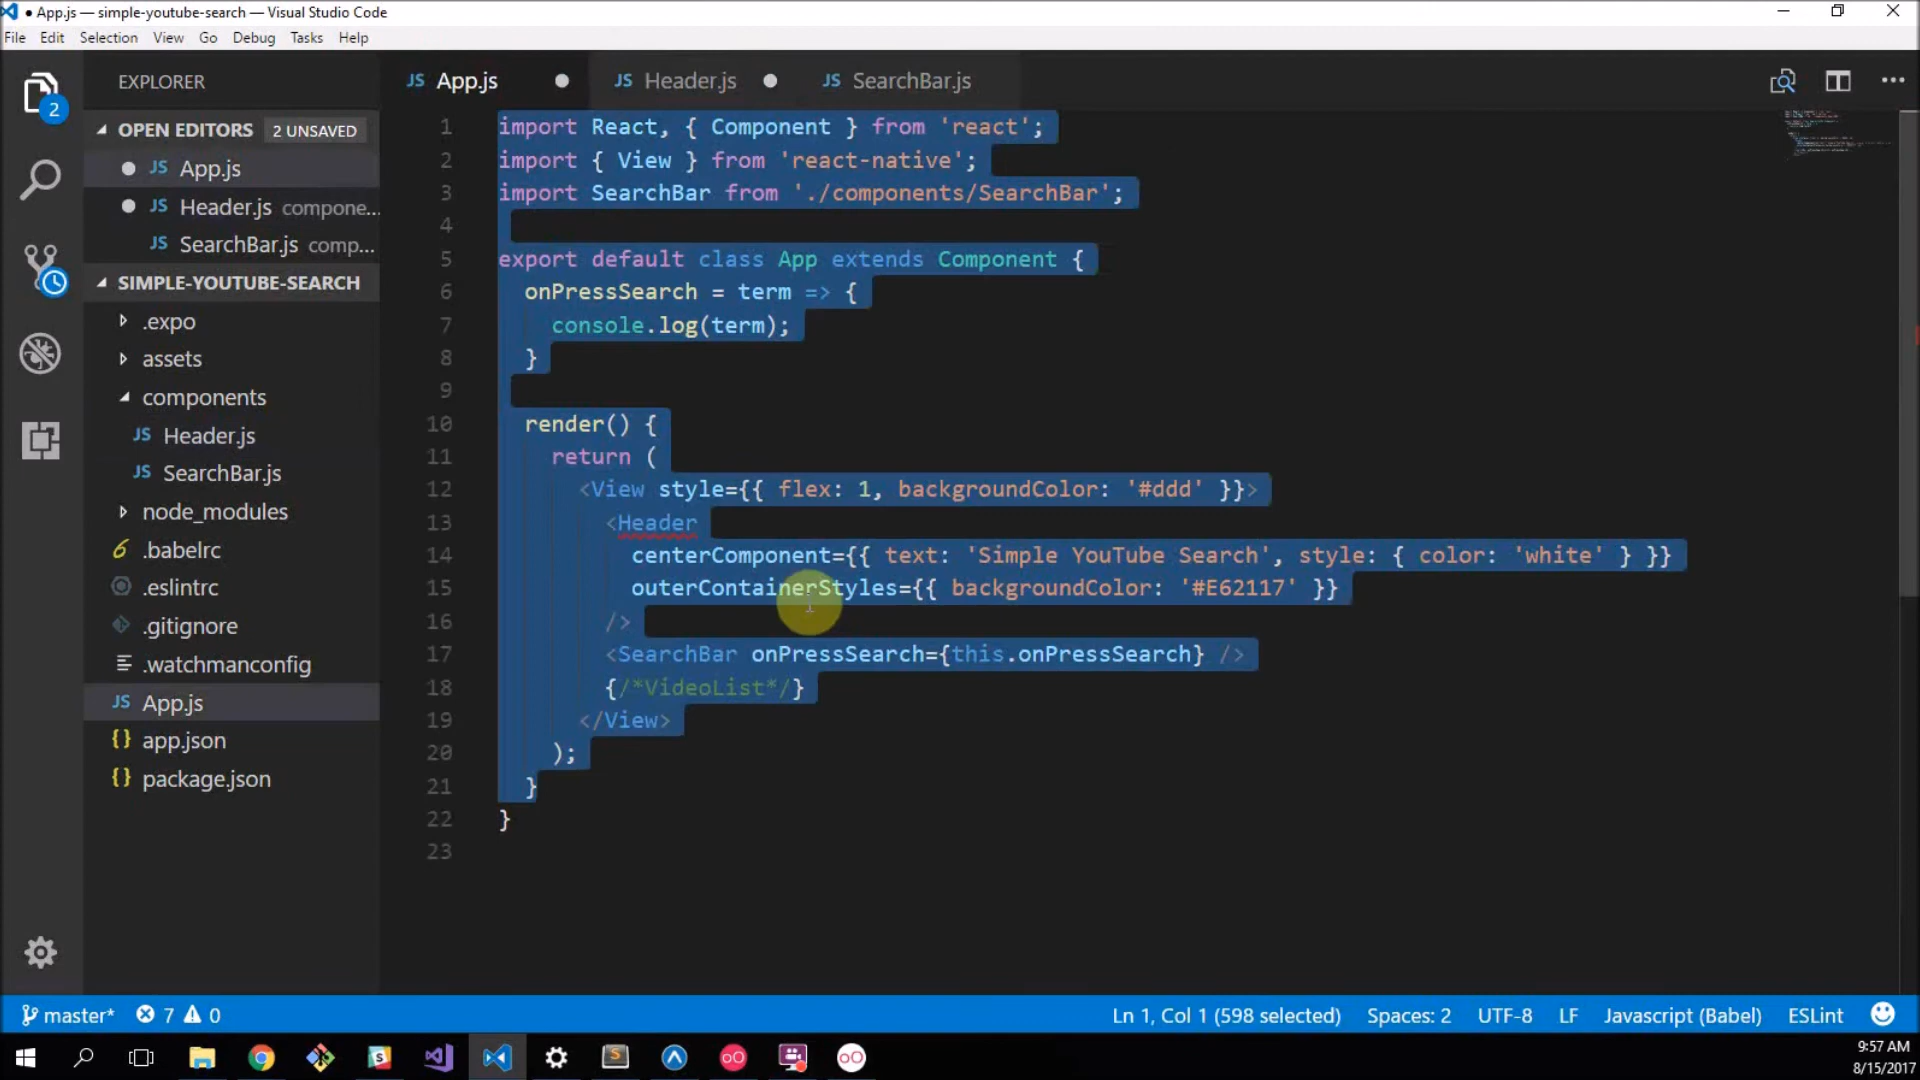 App.js — simple-youtube-search — Visual Studio Code
File Edit Selection View Go Debug Tasks Help
EXPLORER
2
OPEN EDITORS 2 UNSAVED
JS App.js
JS Header.js compone...
JS SearchBar.js comp...
SIMPLE-YOUTUBE-SEARCH
.expo
assets
components
JS Header.js
JS SearchBar.js
node_modules
.babelrc
.eslintrc
.gitignore
.watchmanconfig
JS App.js
{} app.json
{} package.json
JS App.js JS Header.js JS SearchBar.js
1 import React, { Component } from 'react';
2 import { View } from 'react-native';
3 import SearchBar from './components/SearchBar';
4
5 export default class App extends Component {
6 onPressSearch = term => {
7 console.log(term);
8 }
9
10 render() {
11 return (
12 <View style={{ flex: 1, backgroundColor: '#ddd' }}>
13 <Header
14 centerComponent={{ text: 'Simple YouTube Search', style: { color: 'white' } }}
15 outerContainerStyles={{ backgroundColor: '#E62117' }}
16 />
17 <SearchBar onPressSearch={this.onPressSearch} />
18 {/*VideoList*/}
19 </View>
20 );
21 }
22 }
23
master* 7 0 Ln 1, Col 1 (598 selected) Spaces: 2 UTF-8 LF Javascript (Babel) ESLint
9:57 AM
8/15/2017